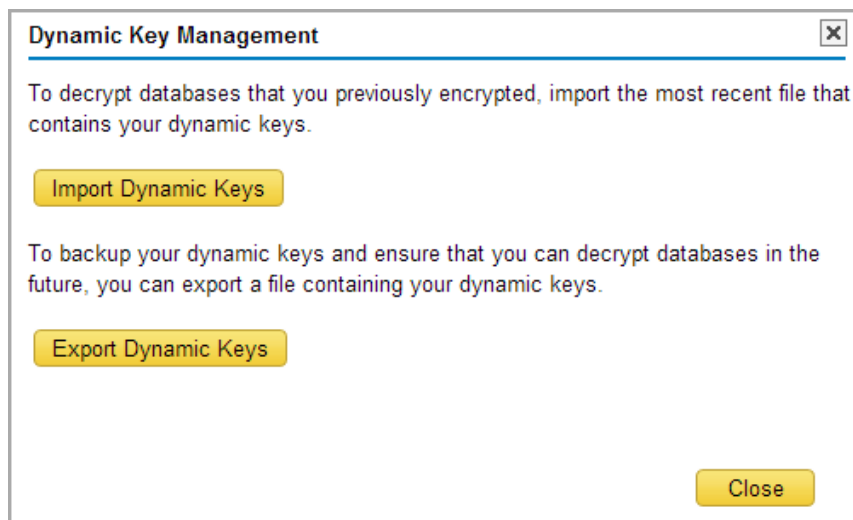 Dynamic Key Management
To decrypt databases that you previously encrypted, import the most recent file that
contains your dynamic keys.
Import Dynamic Keys
To backup your dynamic keys and ensure that you can decrypt databases in the
future, you can export a file containing your dynamic keys.
Export Dynamic Keys
Close